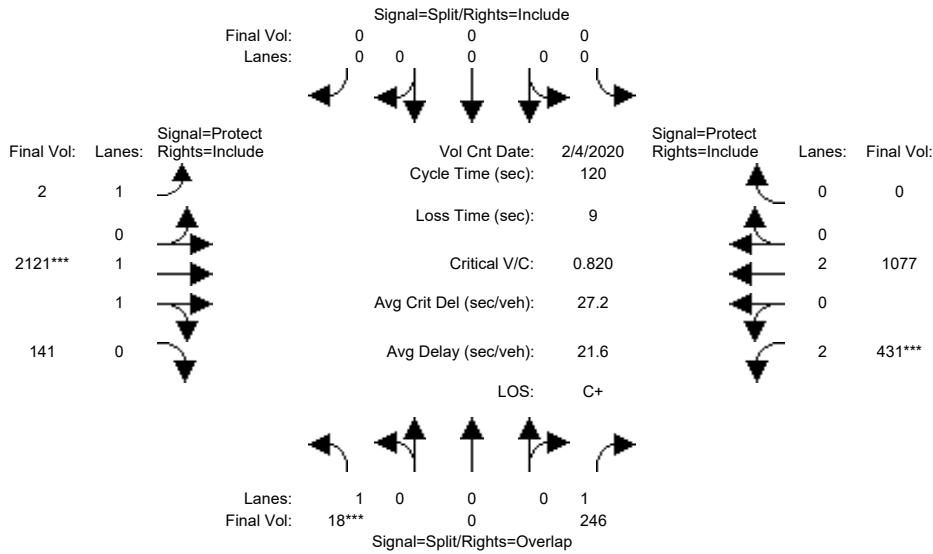 Signal=Split/Rights=Include
Final Vol: 0 0 0
Lanes: 0 0 0 0 0
Signal=Protect Signal=Protect
Final Vol: Lanes: Rights=Include Vol Cnt Date: 2/4/2020 Rights=Include Lanes: Final Vol:
Cycle Time (sec): 120
2 1 0 0
Loss Time (sec): 9
0 0
2121*** 1 Critical V/C: 0.820 2 1077
1 Avg Crit Del (sec/veh): 27.2 0
141 0 Avg Delay (sec/veh): 21.6 2 431***
LOS: C+
Lanes: 1 0 0 0 1
Final Vol: 18*** 0 246
Signal=Split/Rights=Overlap